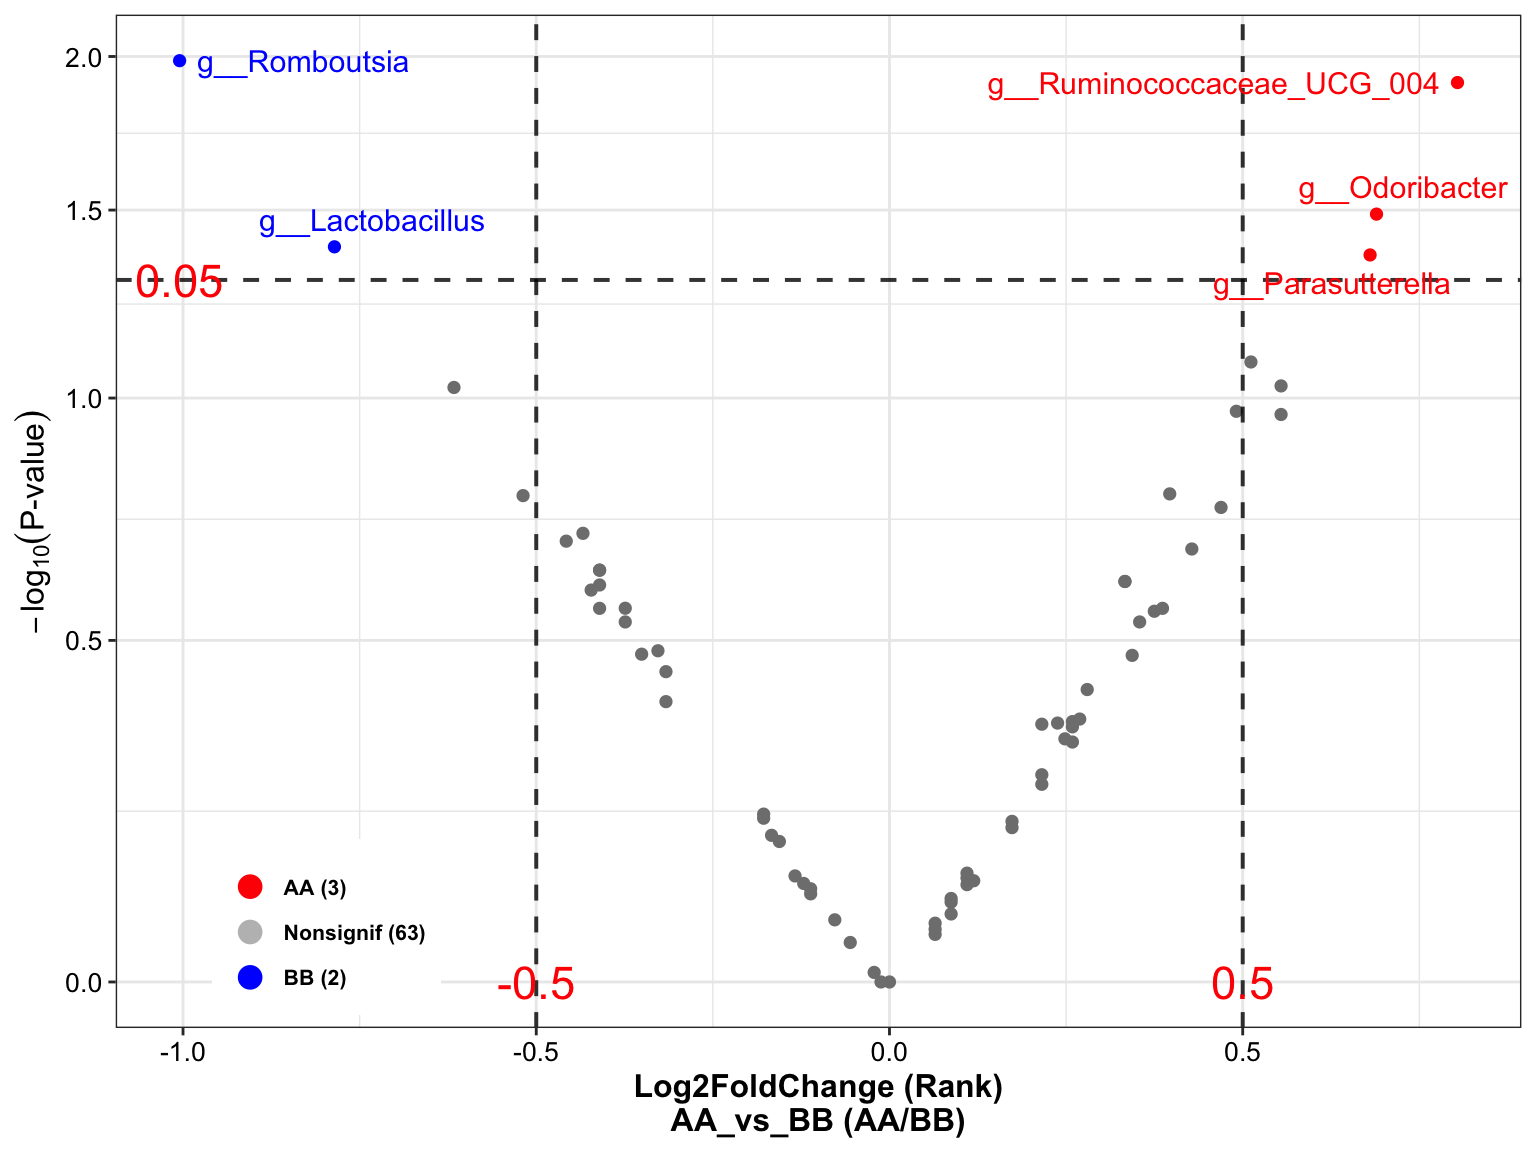 2.0
g__Romboutsia
g__Ruminococcaceae_UCG_004
g__Odoribacter
1.5
g__Lactobacillus
0.05
g__Parasutterella
1.0
−log10(P-value)
0.5
AA (3)
Nonsignif (63)
BB (2)
0.0
-0.5
0.5
-1.0
-0.5
0.0
0.5
Log2FoldChange (Rank)
AA_vs_BB (AA/BB)